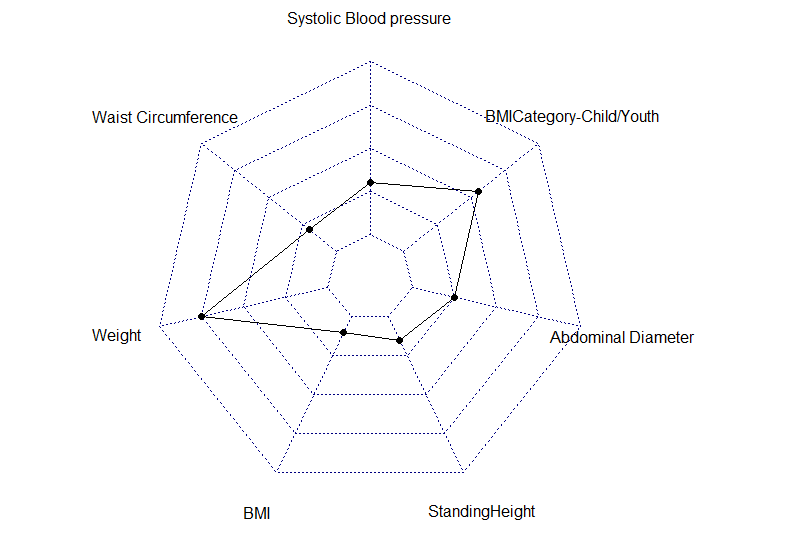 Systolic Blood pressure
Waist Circumference
BMICategory-Child/Youth
Weight
Abdominal Diameter
BMI
StandingHeight